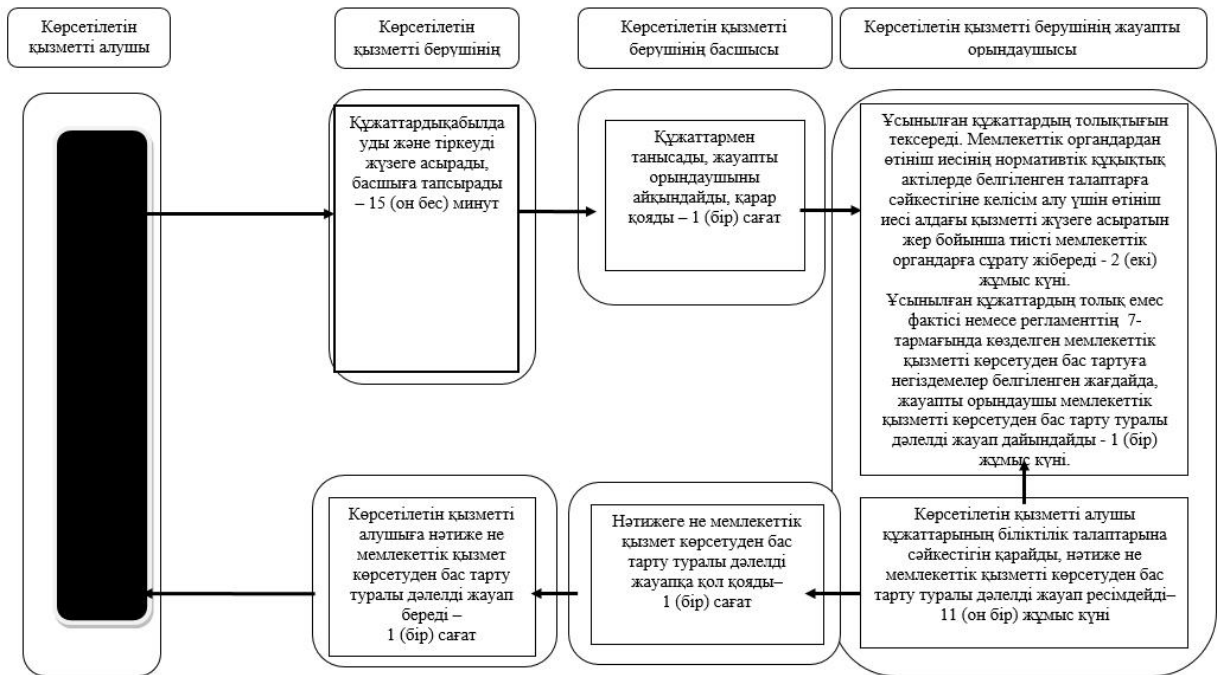 Көрсетілетін
қызметті алушы
Көрсетілетін
қызметті берушінің
Көрсетілетін қызметті
берушінің басшысы
Көрсетілетін қызметті берушінің жауапты
орындаушысы
Құжаттардықабылда
уды және тіркеуді
жүзеге асырады,
басшыға тапсырады
– 15 (он бес) минут
Құжаттармен
танысады, жауапты
орындаушыны
айқындайды, қарар
қояды – 1 (бір) сағат
Ұсынылған құжаттардың толықтығын
тексереді. Мемлекеттік органдардан
өтініш иесінің нормативтік құқықтық
актілерде белгіленген талаптарға
сәйкестігіне келісім алу үшін өтініш
иесі алдағы қызметті жүзеге асыратын
жер бойынша тиісті мемлекеттік
органдарға сұрату жібереді - 2 (екі)
жұмыс күні.
Ұсынылған құжаттардың толық емес
фактісі немесе регламенттің 7-
тармағында көзделген мемлекеттік
қызметті көрсетуден бас тартуға
негіздемелер белгіленген жағдайда,
жауапты орындаушы мемлекеттік
қызметті көрсетуден бас тарту туралы
дәлелді жауап дайындайды - 1 (бір)
жұмыс күні.
Көрсетілетін қызметті
алушыға нәтиже не
мемлекеттік қызмет
көрсетуден бас тарту
туралы дәлелді жауап
береді –
1 (бір) сағат
Нәтижеге не мемлекеттік
қызмет көрсетуден бас
тарту туралы дәлелді
жауапқа қол қояды–
1 (бір) сағат
Көрсетілетін қызметті алушы
құжаттарының біліктілік талаптарына
сәйкестігін қарайды, нәтиже не
мемлекеттік қызметті көрсетуден бас
тарту туралы дәлелді жауап ресімдейді–
11 (он бір) жұмыс күні